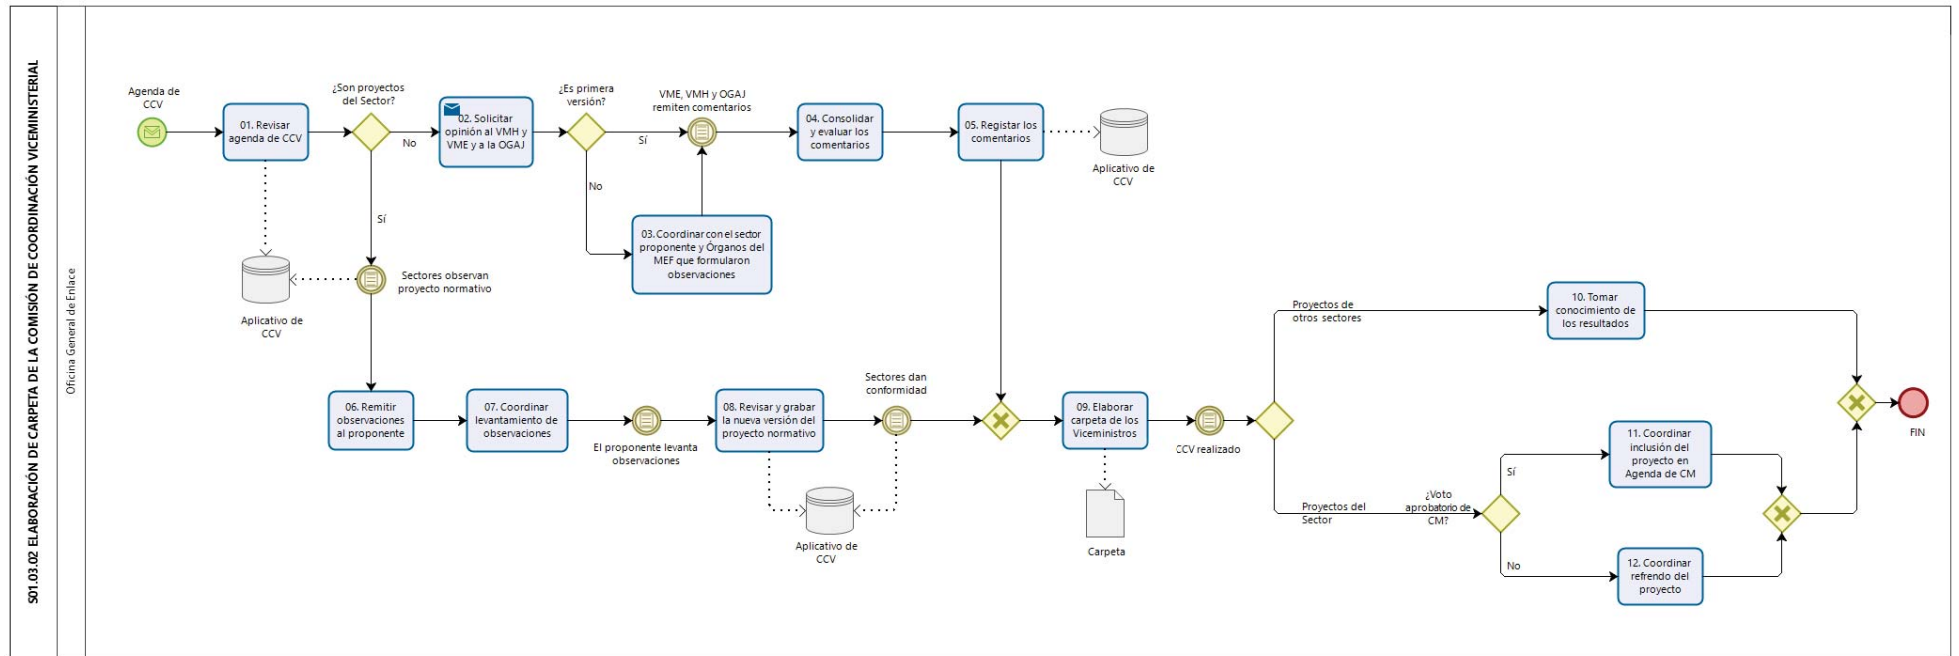 S01.03.02 ELABORACIÓN DE CARPETA DE LA COMISIÓN DE COORDINACIÓN VICEMINISTERIAL
Oficina General de Enlace
Agenda de
CCV
01. Revisar
agenda de CCV
¿Son proyectos
del Sector?
No
Sí
02. Solicitar
opinión al VMH y
VME y a la OGAJ
¿Es primera
versión?
Sí
No
VME, VMH y OGAJ
remiten comentarios
03. Coordinar con el sector
proponente y Órganos del
MEF que formularon
observaciones
04. Consolidar
y evaluar los
comentarios
05. Registar los
comentarios
Aplicativo de
CCV
Aplicativo de
CCV
Sectores observan
proyecto normativo
06. Remitir
observaciones
al proponente
07. Coordinar
levantamiento de
observaciones
El proponente levanta
observaciones
08. Revisar y grabar
la nueva versión del
proyecto normativo
Sectores dan
conformidad
Aplicativo de
CCV
09. Elaborar
carpeta de los
Viceministros
Carpeta
CCV realizado
Proyectos de
otros sectores
10. Tomar
conocimiento de
los resultados
Proyectos del
Sector
¿Voto
aprobatorio de
CM?
Sí
No
11. Coordinar
inclusión del
proyecto en
Agenda de CM
12. Coordinar
refrendo del
proyecto
FIN